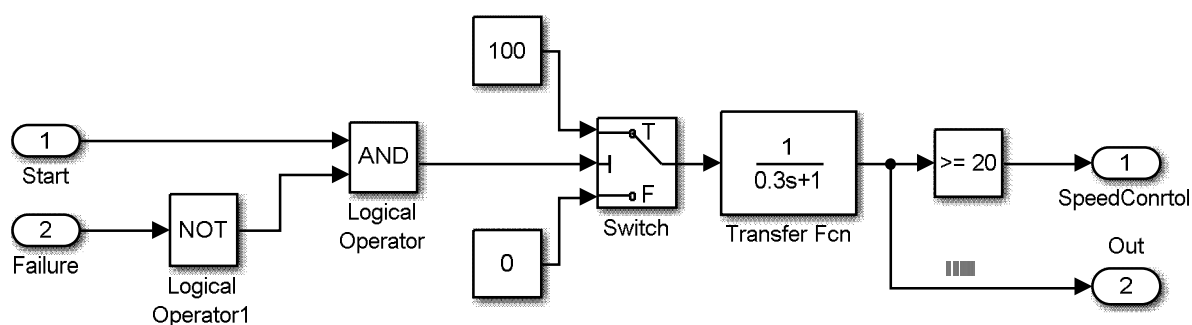 100
1
Start
AND
T
F
Switch
1
0.3s+1
Transfer Fcn
>= 20
1
SpeedConrtol
2
Failure
NOT
Logical
Operator
Logical
Operator1
0
Out
2